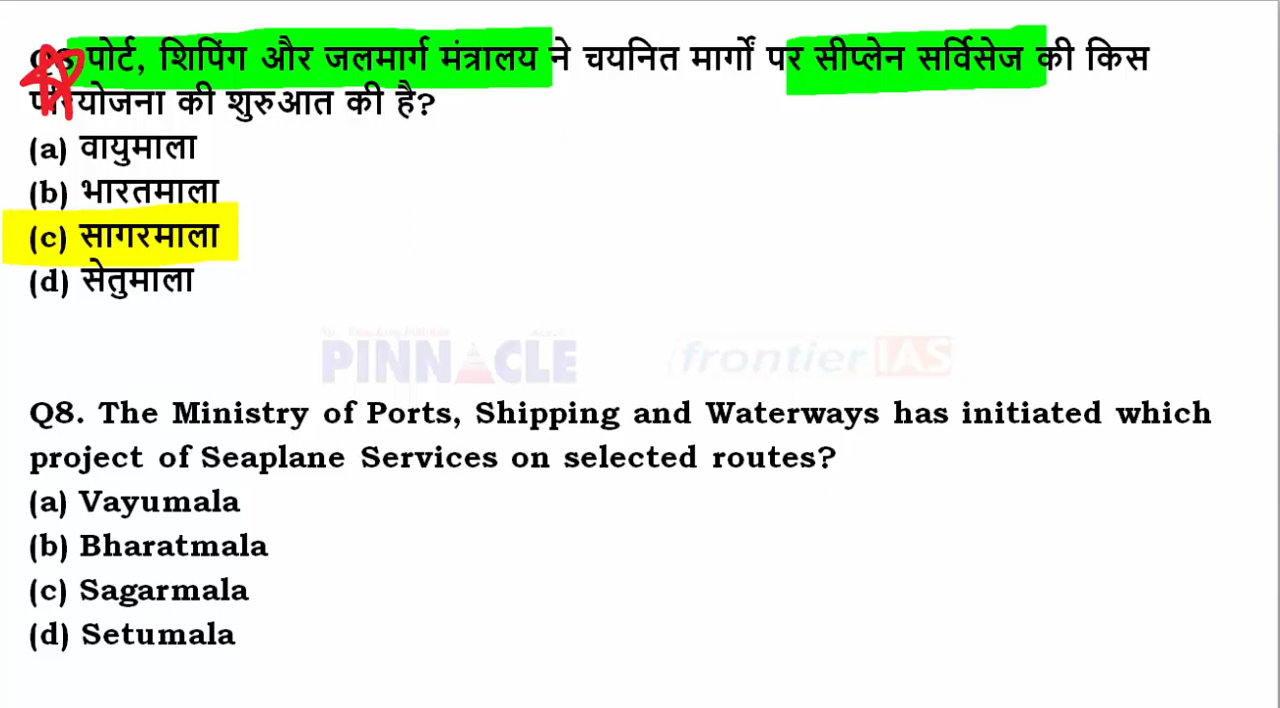 पोर्ट, शिपिंग और जलमार्ग मंत्रालय ने चयनित मार्गों पर सीप्लेन सर्विसेज की किस
परियोजना की शुरुआत की है?
(a) वायुमाला
(b) भारतमाला
(c) सागरमाला
(d) सेतुमाला
PINNACLE frontier IAS
Q8. The Ministry of Ports, Shipping and Waterways has initiated which
project of Seaplane Services on selected routes?
(a) Vayumala
(b) Bharatmala
(c) Sagarmala
(d) Setumala